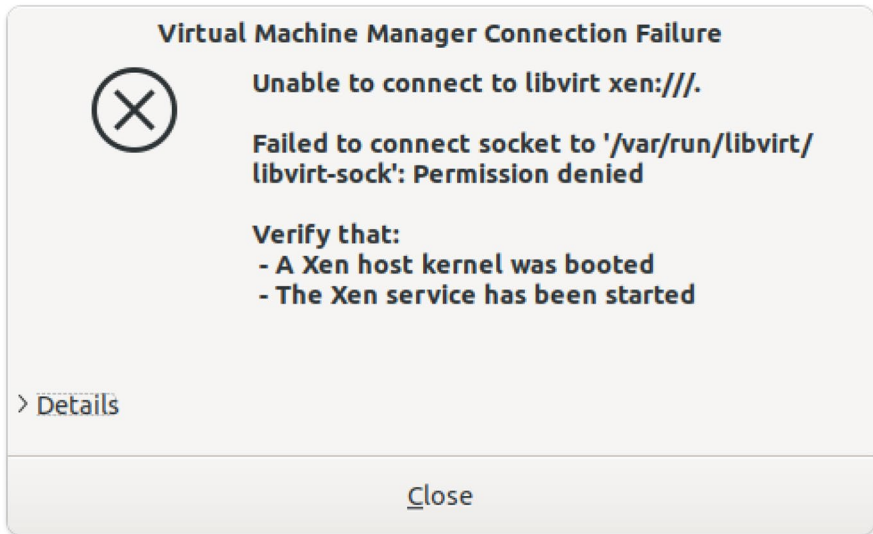 Virtual Machine Manager Connection Failure
Unable to connect to libvirt xen:///.
Failed to connect socket to '/var/run/libvirt/
libvirt-sock': Permission denied
Verify that:
- A Xen host kernel was booted
- The Xen service has been started
Details
Close